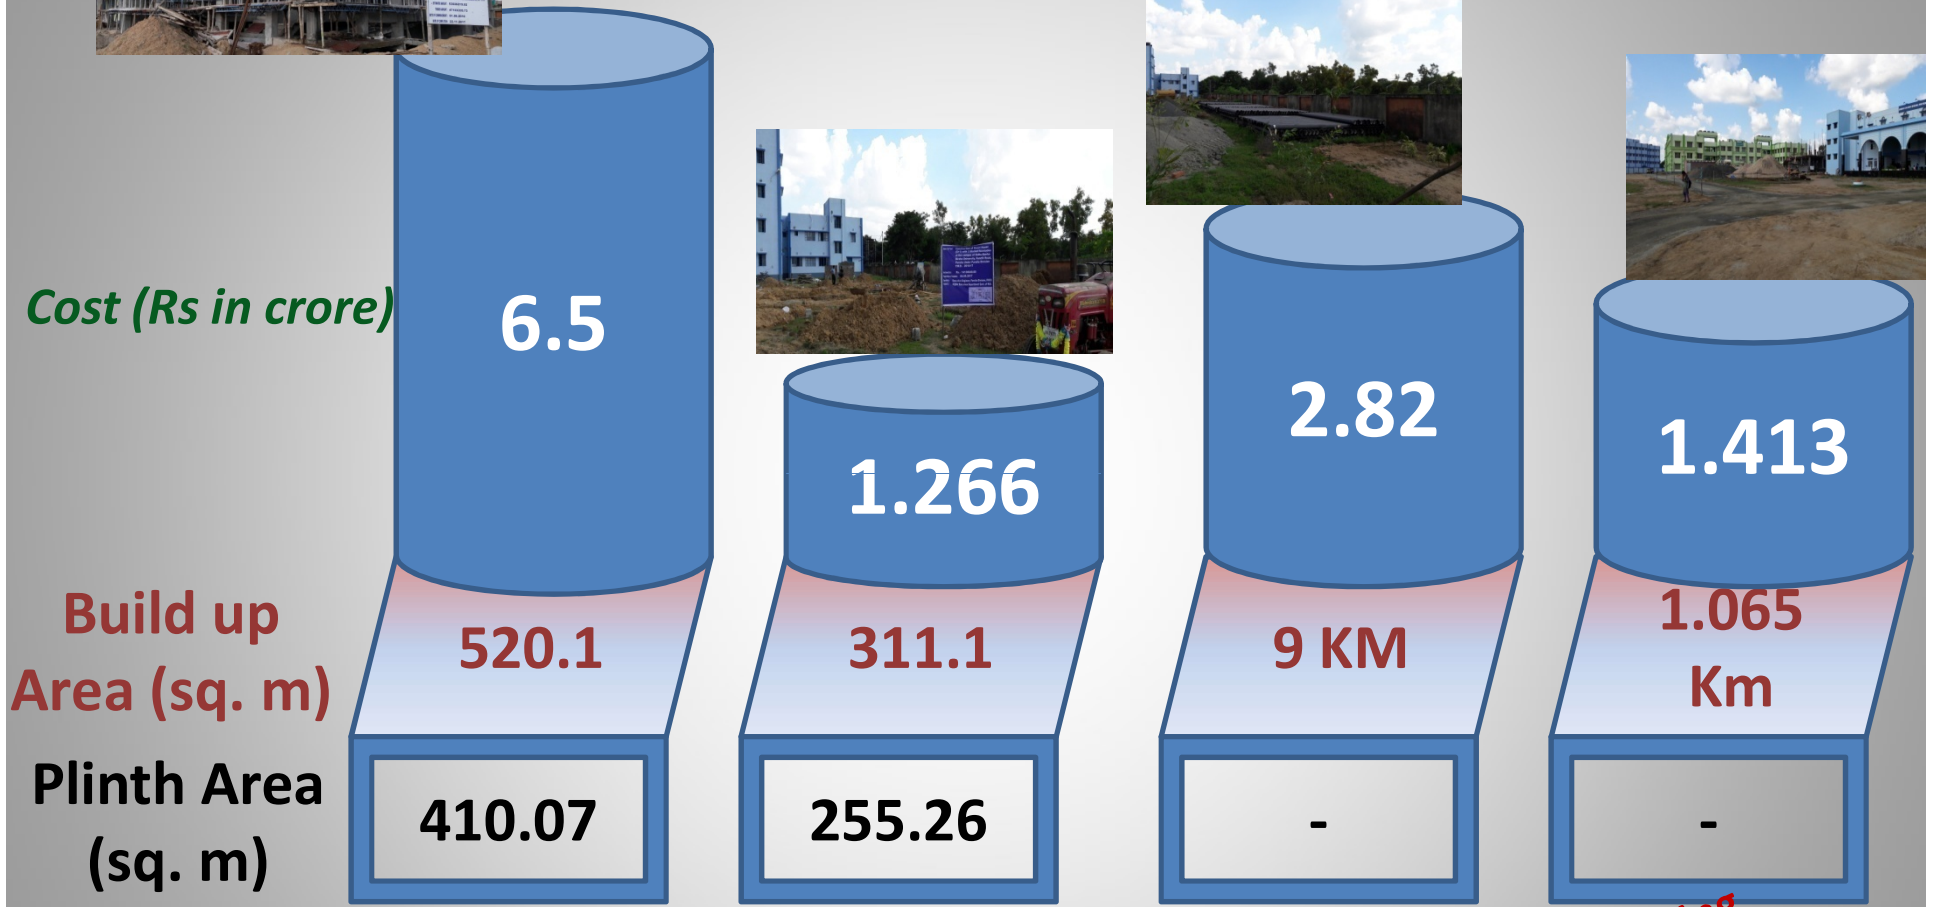 Cost (Rs in crore)
6.5
1.266
2.82
1.413
Build up
Area (sq. m)
520.1
311.1
9 KM
1.065
Km
Plinth Area
(sq. m)
410.07
255.26
-
-